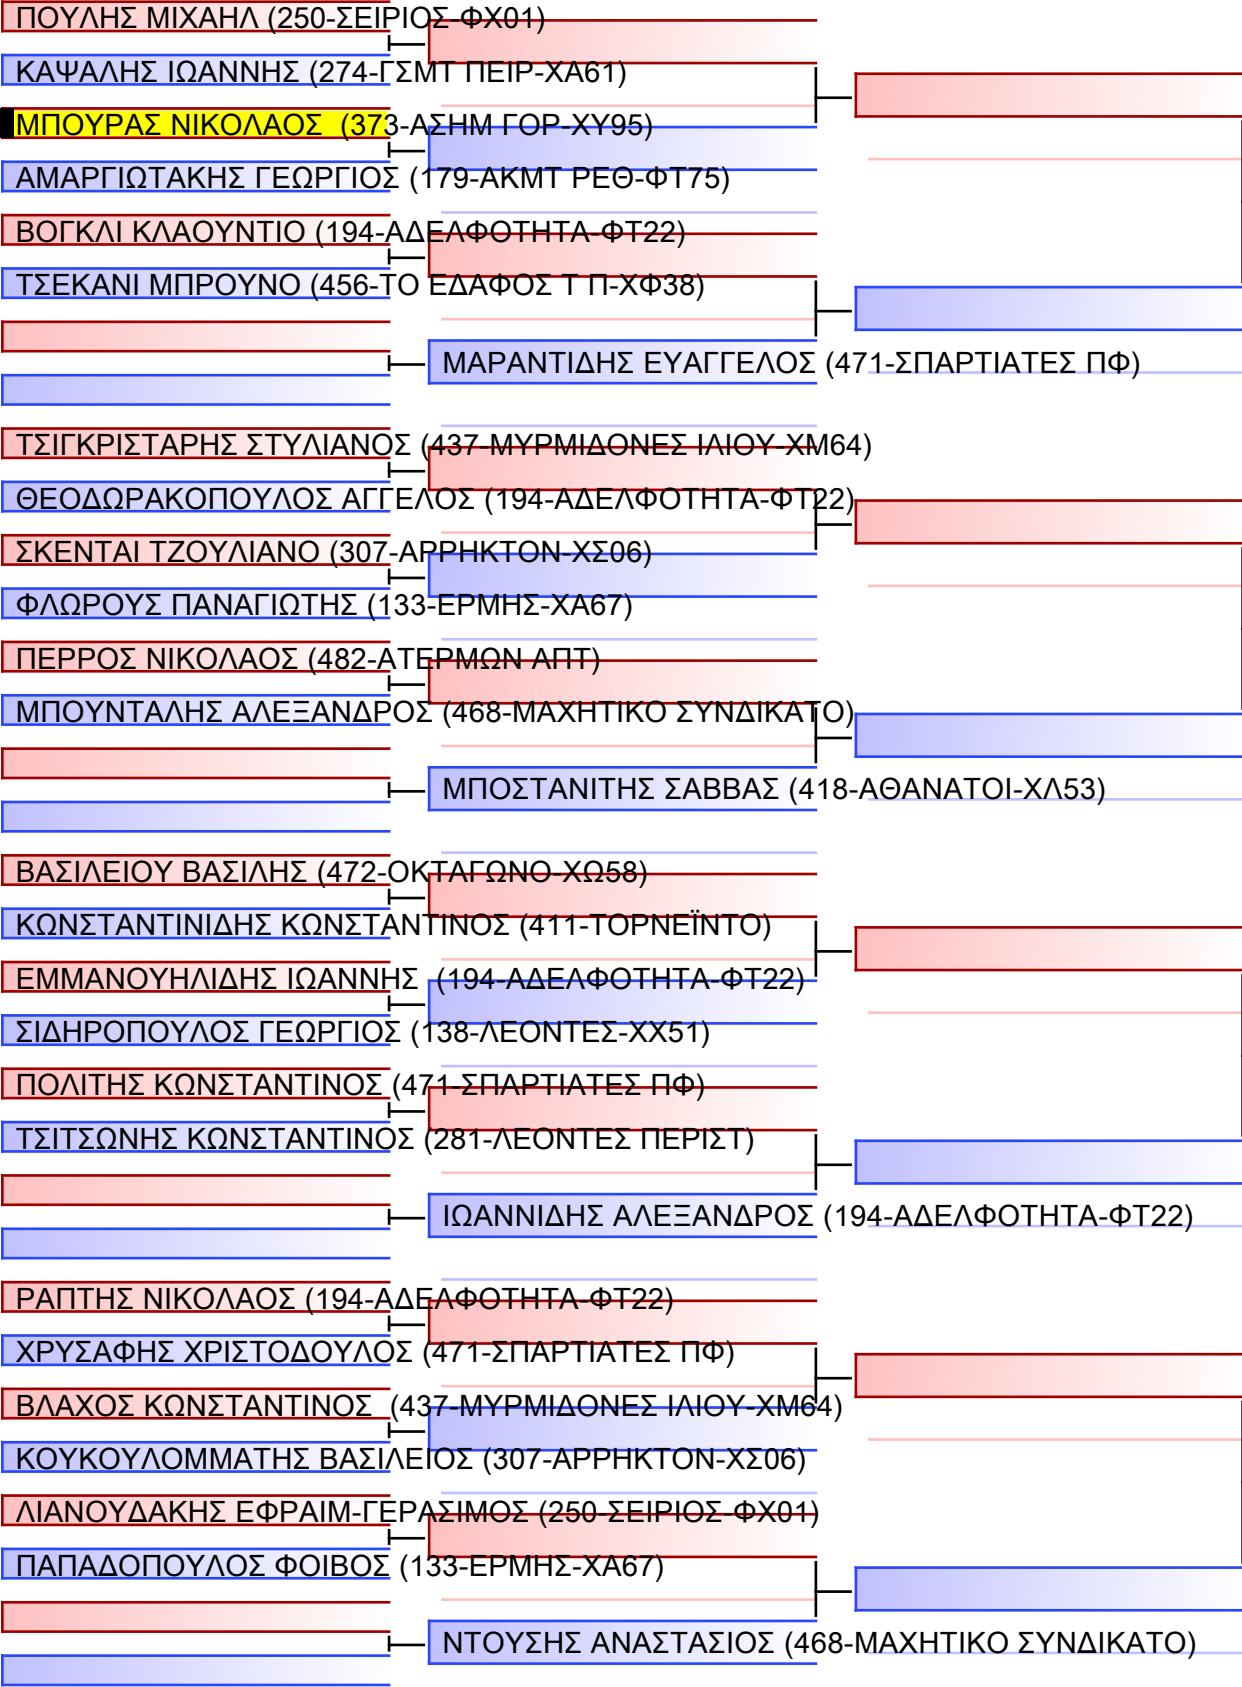 ΠΟΥΛΗΣ ΜΙΧΑΗΛ (250-ΣΕΙΡΙΟΣ-ΦΧ01)
ΚΑΨΑΛΗΣ ΙΩΑΝΝΗΣ (274-ΓΣΜΤ ΠΕΙΡ-ΧΑ61)
ΜΠΟΥΡΑΣ ΝΙΚΟΛΑΟΣ (373-ΑΣΗΜ ΓΟΡ-ΧΥ95)
ΑΜΑΡΓΙΩΤΑΚΗΣ ΓΕΩΡΓΙΟΣ (179-ΑΚΜΤ ΡΕΘ-ΦΤ75)
ΒΟΓΚΛΙ ΚΛΑΟΥΝΤΙΟ (194-ΑΔΕΛΦΟΤΗΤΑ-ΦΤ22)
ΤΣΕΚΑΝΙ ΜΠΡΟΥΝΟ (456-ΤΟ ΕΔΑΦΟΣ Τ Π-ΧΦ38)
ΜΑΡΑΝΤΙΔΗΣ ΕΥΑΓΓΕΛΟΣ (471-ΣΠΑΡΤΙΑΤΕΣ ΠΦ)
ΤΣΙΓΚΡΙΣΤΑΡΗΣ ΣΤΥΛΙΑΝΟΣ (437-ΜΥΡΜΙΔΟΝΕΣ ΙΛΙΟΥ-ΧΜ64)
ΘΕΟΔΩΡΑΚΟΠΟΥΛΟΣ ΑΓΓΕΛΟΣ (194-ΑΔΕΛΦΟΤΗΤΑ-ΦΤ22)
ΣΚΕΝΤΑΙ ΤΖΟΥΛΙΑΝΟ (307-ΑΡΡΗΚΤΟΝ-ΧΣ06)
ΦΛΩΡΟΥΣ ΠΑΝΑΓΙΩΤΗΣ (133-ΕΡΜΗΣ-ΧΑ67)
ΠΕΡΡΟΣ ΝΙΚΟΛΑΟΣ (482-ΑΤΕΡΜΩΝ ΑΠΤ)
ΜΠΟΥΝΤΑΛΗΣ ΑΛΕΞΑΝΔΡΟΣ (468-ΜΑΧΗΤΙΚΟ ΣΥΝΔΙΚΑΤΟ)
ΜΠΟΣΤΑΝΙΤΗΣ ΣΑΒΒΑΣ (418-ΑΘΑΝΑΤΟΙ-ΧΛ53)
ΒΑΣΙΛΕΙΟΥ ΒΑΣΙΛΗΣ (472-ΟΚΤΑΓΩΝΟ-ΧΩ58)
ΚΩΝΣΤΑΝΤΙΝΙΔΗΣ ΚΩΝΣΤΑΝΤΙΝΟΣ (411-ΤΟΡΝΕΪΝΤΟ)
ΕΜΜΑΝΟΥΗΛΙΔΗΣ ΙΩΑΝΝΗΣ (194-ΑΔΕΛΦΟΤΗΤΑ-ΦΤ22)
ΣΙΔΗΡΟΠΟΥΛΟΣ ΓΕΩΡΓΙΟΣ (138-ΛΕΟΝΤΕΣ-ΧΧ51)
ΠΟΛΙΤΗΣ ΚΩΝΣΤΑΝΤΙΝΟΣ (471-ΣΠΑΡΤΙΑΤΕΣ ΠΦ)
ΤΣΙΤΣΩΝΗΣ ΚΩΝΣΤΑΝΤΙΝΟΣ (281-ΛΕΟΝΤΕΣ ΠΕΡΙΣΤ)
ΙΩΑΝΝΙΔΗΣ ΑΛΕΞΑΝΔΡΟΣ (194-ΑΔΕΛΦΟΤΗΤΑ-ΦΤ22)
ΡΑΠΤΗΣ ΝΙΚΟΛΑΟΣ (194-ΑΔΕΛΦΟΤΗΤΑ-ΦΤ22)
ΧΡΥΣΑΦΗΣ ΧΡΙΣΤΟΔΟΥΛΟΣ (471-ΣΠΑΡΤΙΑΤΕΣ ΠΦ)
ΒΛΑΧΟΣ ΚΩΝΣΤΑΝΤΙΝΟΣ (437-ΜΥΡΜΙΔΟΝΕΣ ΙΛΙΟΥ-ΧΜ64)
ΚΟΥΚΟΥΛΟΜΜΑΤΗΣ ΒΑΣΙΛΕΙΟΣ (307-ΑΡΡΗΚΤΟΝ-ΧΣ06)
ΛΙΑΝΟΥΔΑΚΗΣ ΕΦΡΑΙΜ-ΓΕΡΑΣΙΜΟΣ (250-ΣΕΙΡΙΟΣ-ΦΧ01)
ΠΑΠΑΔΟΠΟΥΛΟΣ ΦΟΙΒΟΣ (133-ΕΡΜΗΣ-ΧΑ67)
ΝΤΟΥΣΗΣ ΑΝΑΣΤΑΣΙΟΣ (468-ΜΑΧΗΤΙΚΟ ΣΥΝΔΙΚΑΤΟ)